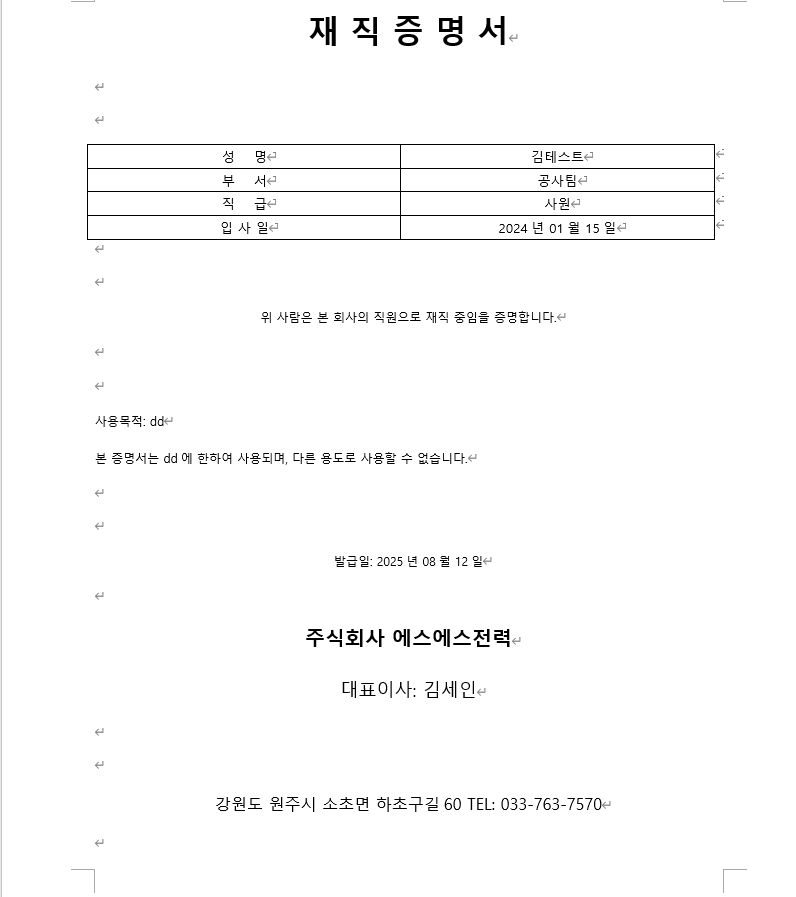 재 직 증 명 서
성 명 김테스트
부 서 공사팀
직 급 사원
입 사 일 2024 년 01 월 15 일
위 사람은 본 회사의 직원으로 재직 중임을 증명합니다.
사용목적: dd
본 증명서는 dd 에 한하여 사용되며, 다른 용도로 사용할 수 없습니다.
발급일: 2025 년 08 월 12 일
주식회사 에스에스전력
대표이사: 김세인
강원도 원주시 소초면 하초구길 60 TEL: 033-763-7570